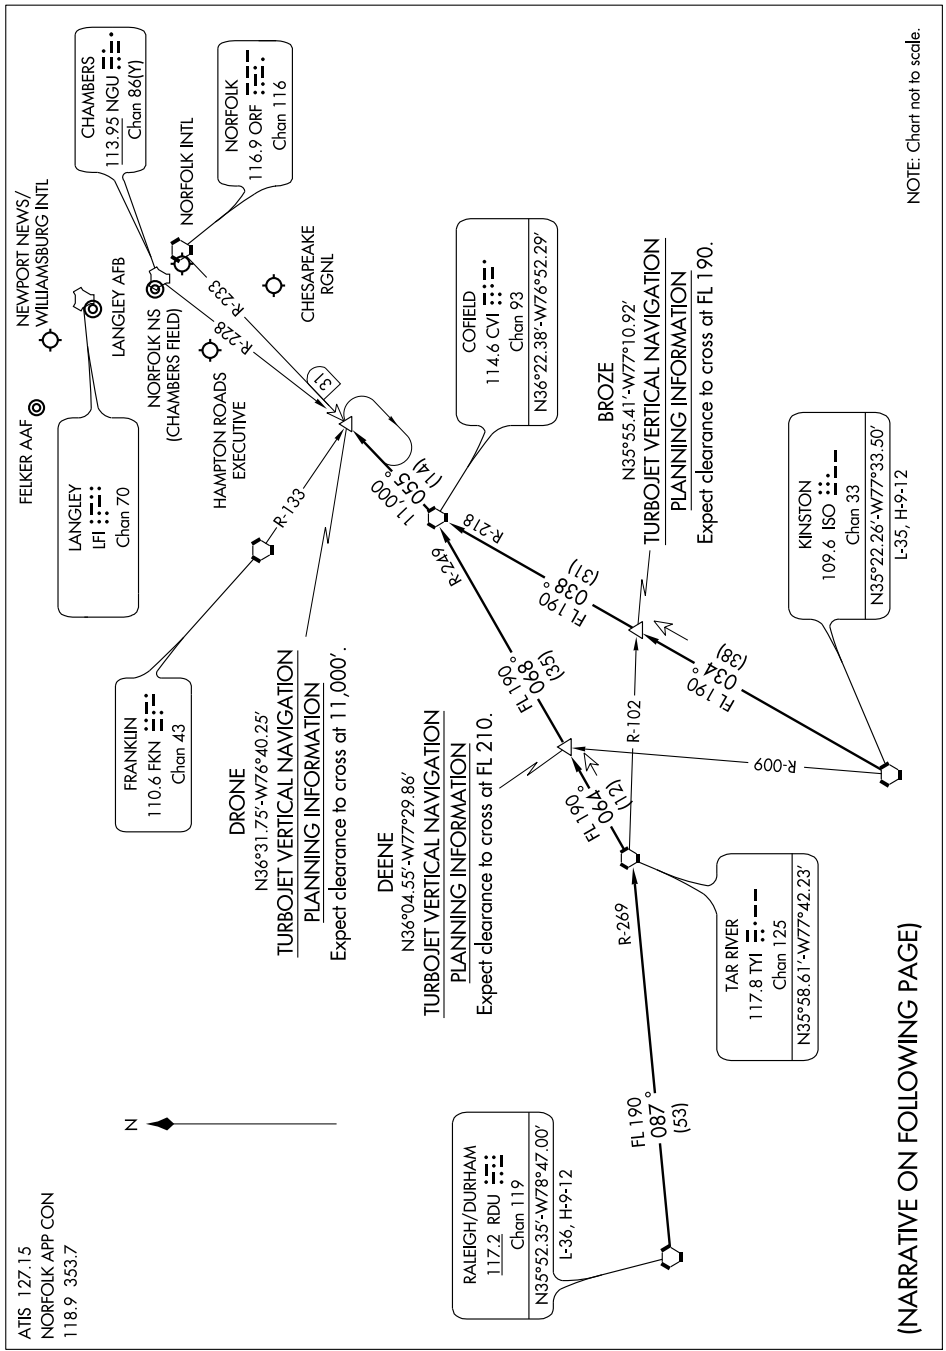 ATIS 127.15
NORFOLK APP CON
118.9 353.7
N
NEWPORT NEWS/
WILLIAMSBURG INTL
FELKER AAF
LANGLEY AFB
LANGLEY
LFI
Chan 70
CHAMBERS
113.95 NGU
Chan 86(Y)
NORFOLK NS
(CHAMBERS FIELD)
NORFOLK INTL
NORFOLK
116.9 ORF
Chan 116
HAMPTON ROADS
EXECUTIVE
CHESAPEAKE
RGNL
R-233
R-228
31
FRANKLIN
110.6 FKN
Chan 43
R-133
DRONE
N36°31.75′-W76°40.25′
TURBOJET VERTICAL NAVIGATION
PLANNING INFORMATION
Expect clearance to cross at 11,000′.
11,000
055°
(14)
COFIELD
114.6 CVI
Chan 93
N36°22.38′-W76°52.29′
R-249
R-218
DEENE
N36°04.55′-W77°29.86′
TURBOJET VERTICAL NAVIGATION
PLANNING INFORMATION
Expect clearance to cross at FL 210.
FL 190
068°
(35)
FL 190
038°
(31)
BROZE
N35°55.41′-W77°10.92′
TURBOJET VERTICAL NAVIGATION
PLANNING INFORMATION
Expect clearance to cross at FL 190.
FL 190
064°
(12)
R-102
R-009
FL 190
034°
(38)
RALEIGH/DURHAM
117.2 RDU
Chan 119
N35°52.35′-W78°47.00′
L-36, H-9-12
FL 190
087°
(53)
R-269
TAR RIVER
117.8 TYI
Chan 125
N35°58.61′-W77°42.23′
KINSTON
109.6 ISO
Chan 33
N35°22.26′-W77°33.50′
L-35, H-9-12
(NARRATIVE ON FOLLOWING PAGE)
NOTE: Chart not to scale.